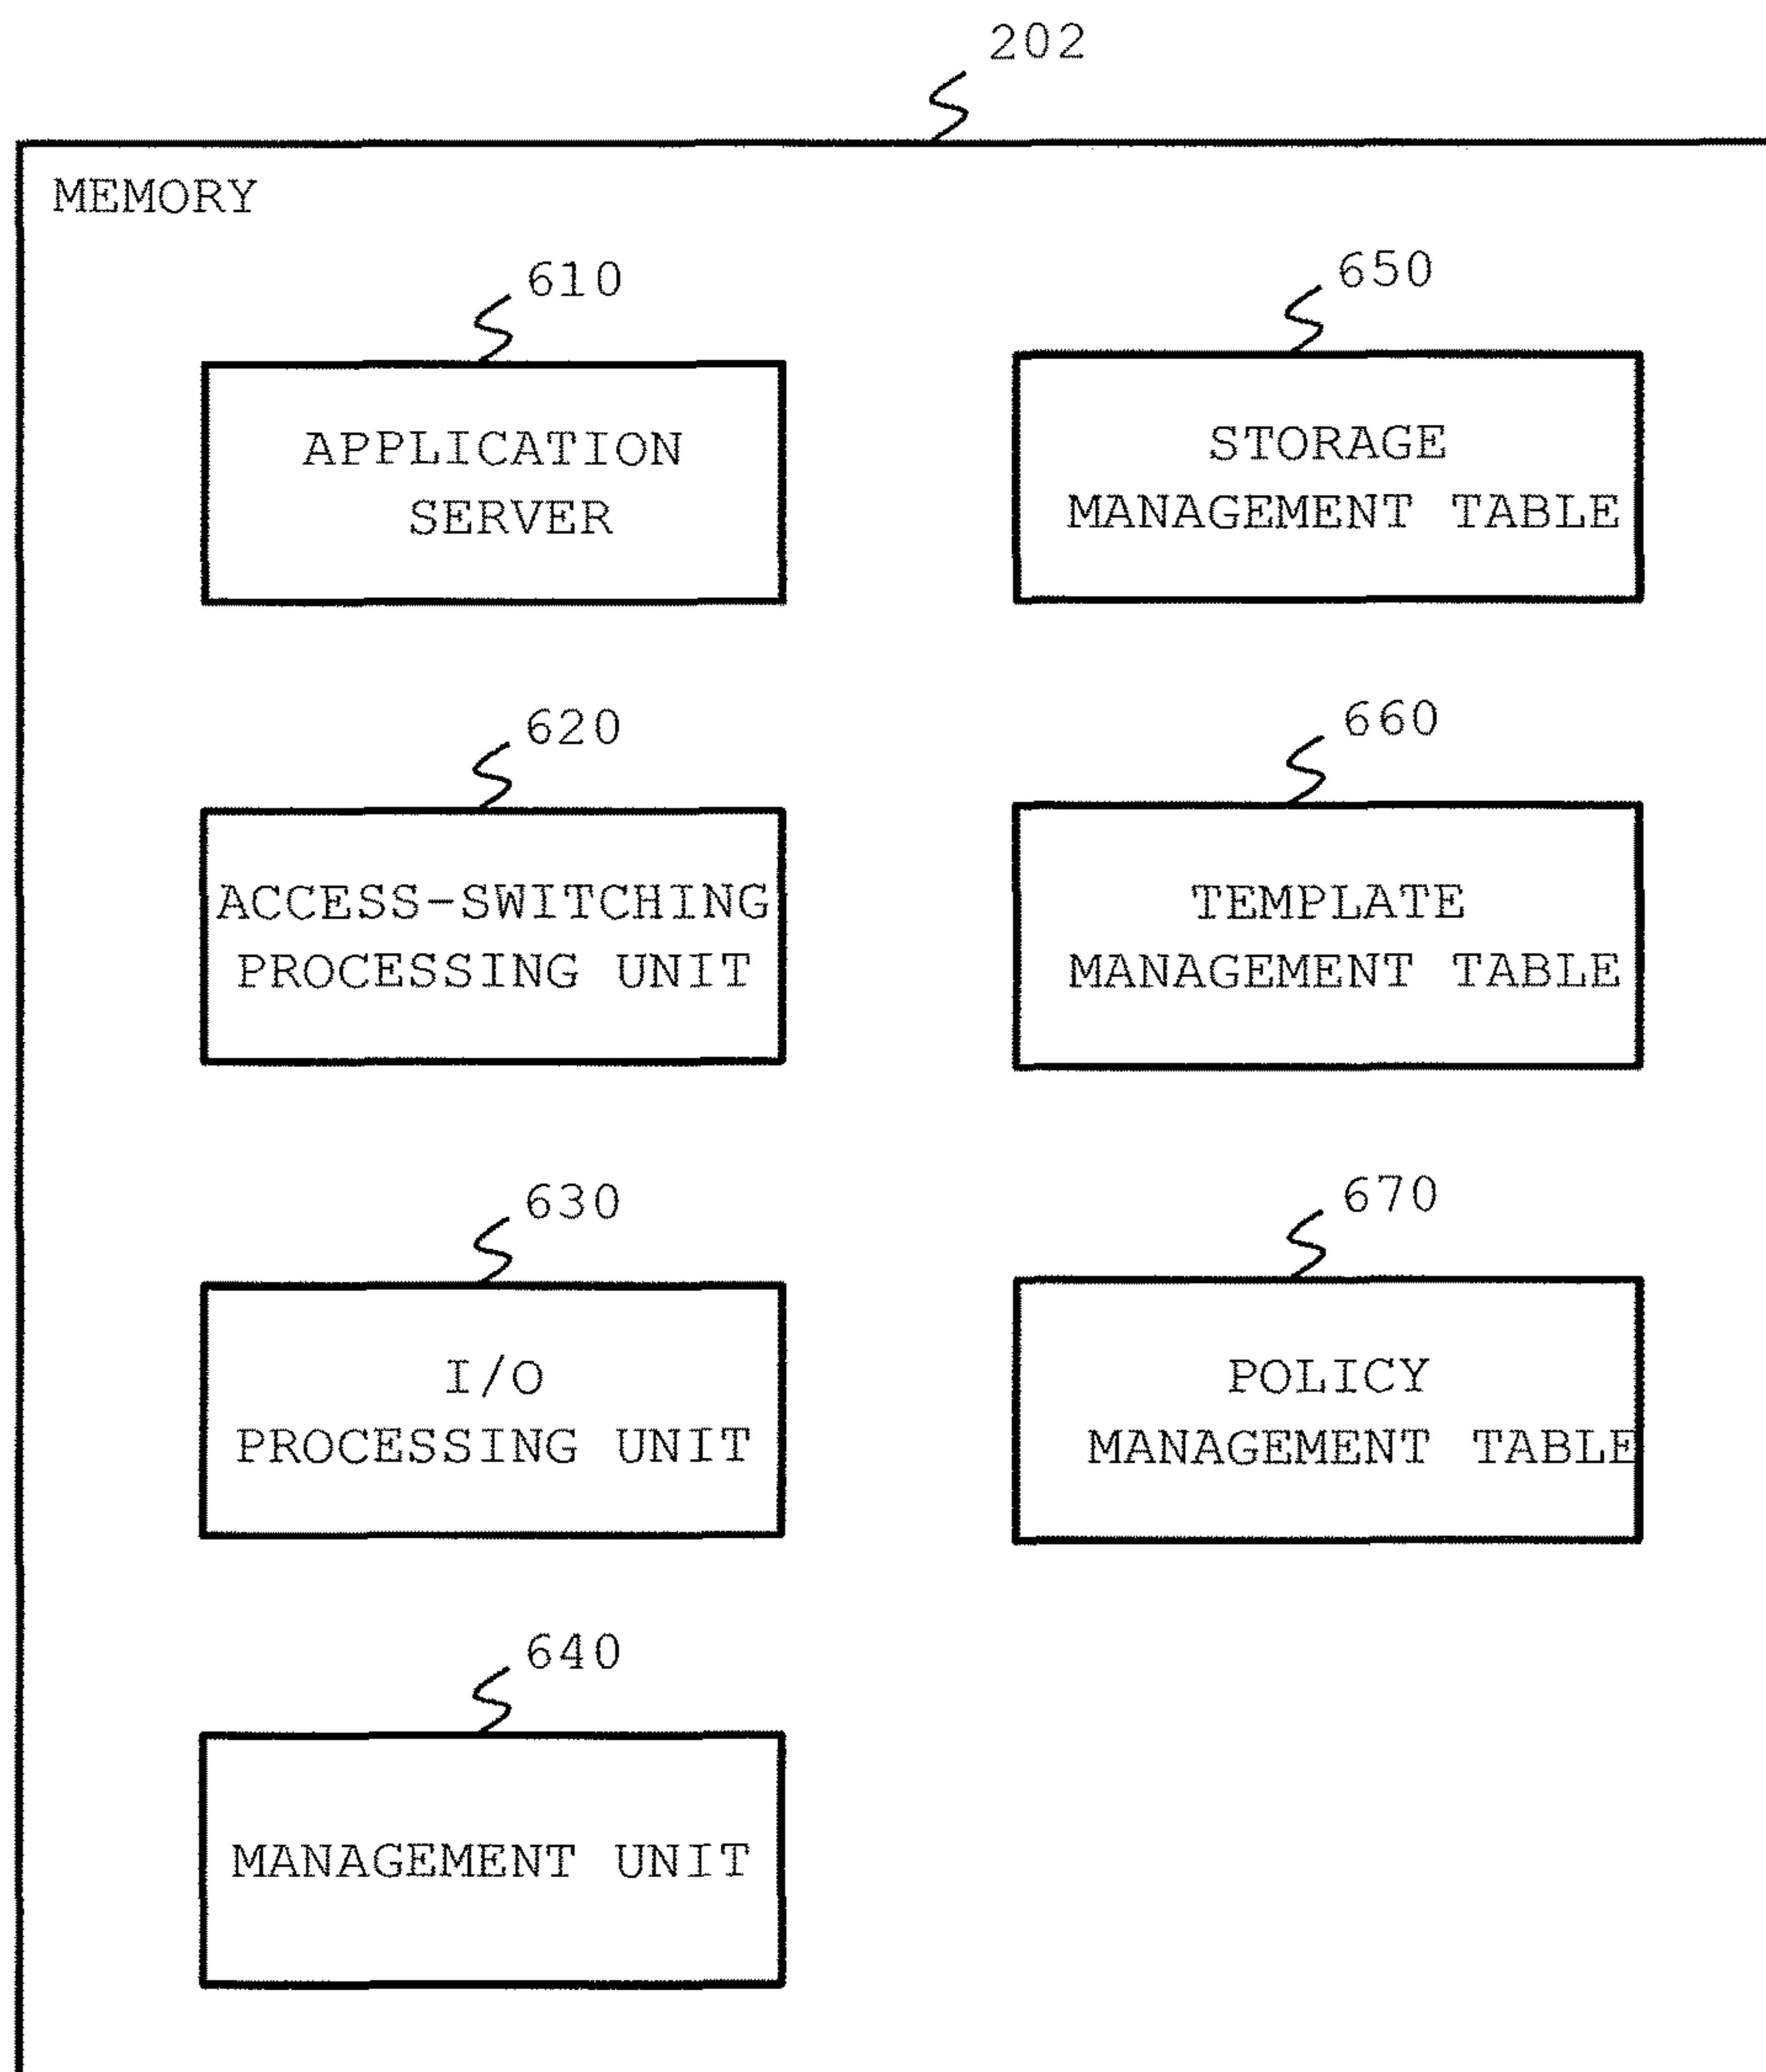 202
MEMORY
610
APPLICATION
SERVER
650
STORAGE
MANAGEMENT TABLE
620
ACCESS-SWITCHING
PROCESSING UNIT
660
TEMPLATE
MANAGEMENT TABLE
630
I/O
PROCESSING UNIT
670
POLICY
MANAGEMENT TABLE
640
MANAGEMENT UNIT